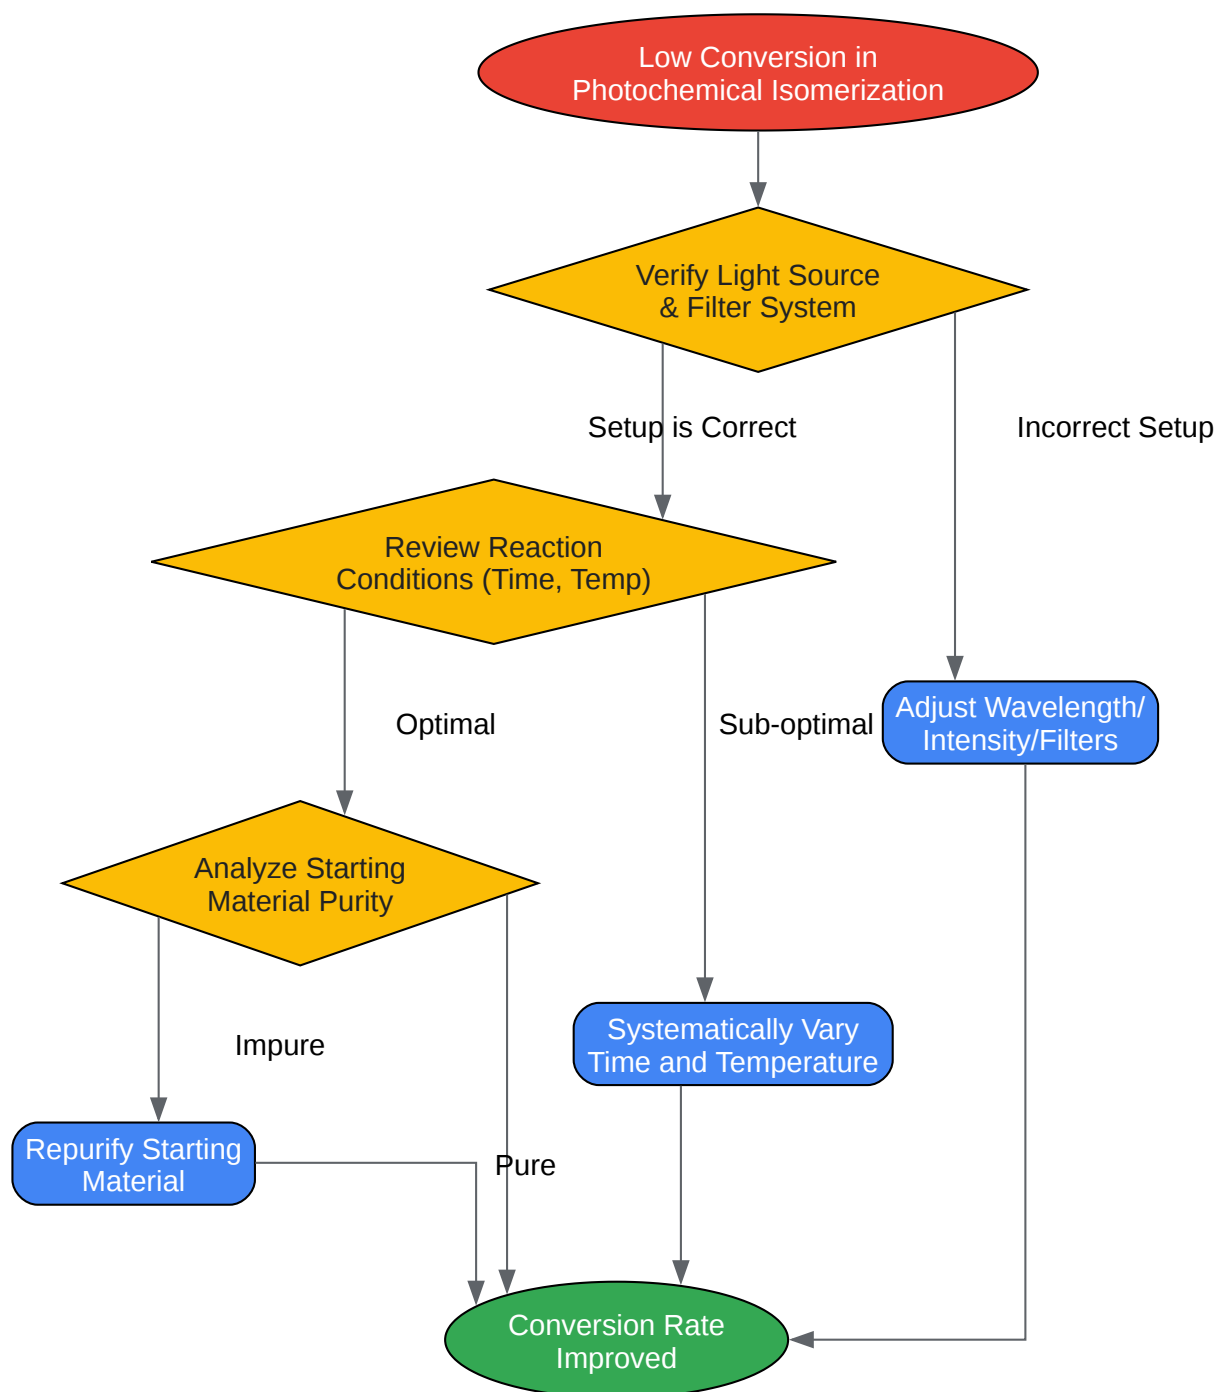 Low Conversion in
Photochemical Isomerization
Verify Light Source
& Filter System
Setup is Correct
Incorrect Setup
Review Reaction
Conditions (Time, Temp)
Optimal
Sub-optimal
Adjust Wavelength/
Intensity/Filters
Analyze Starting
Material Purity
Systematically Vary
Time and Temperature
Impure
Repurify Starting
Material
Pure
Conversion Rate
Improved